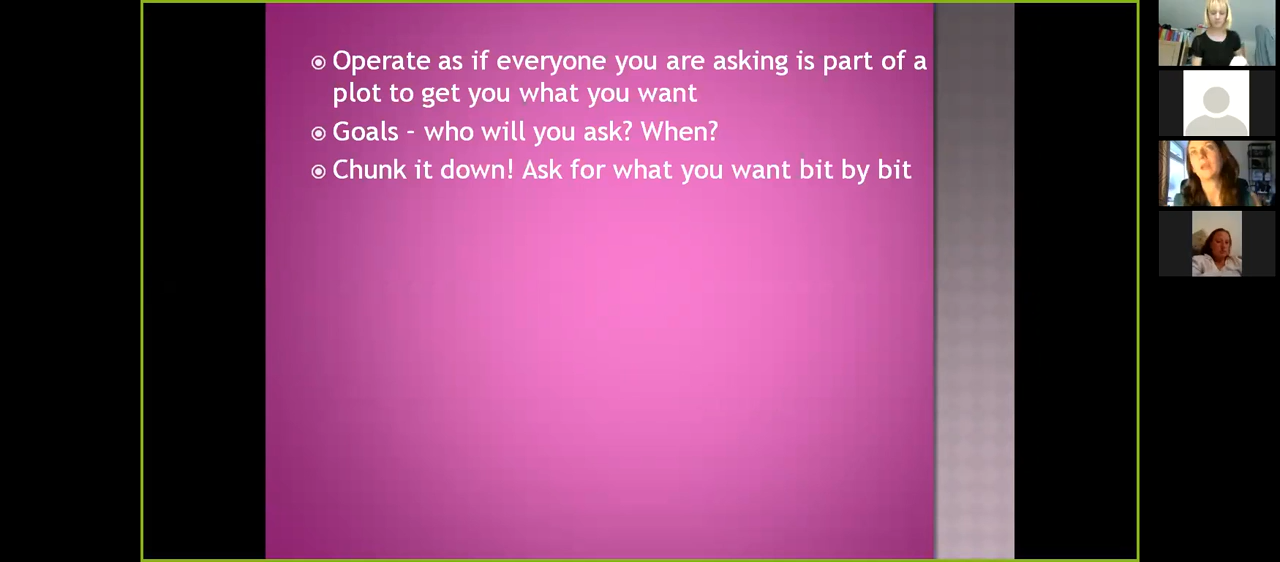 Operate as if everyone you are asking is part of a
plot to get you what you want
Goals - who will you ask? When?
Chunk it down! Ask for what you want bit by bit